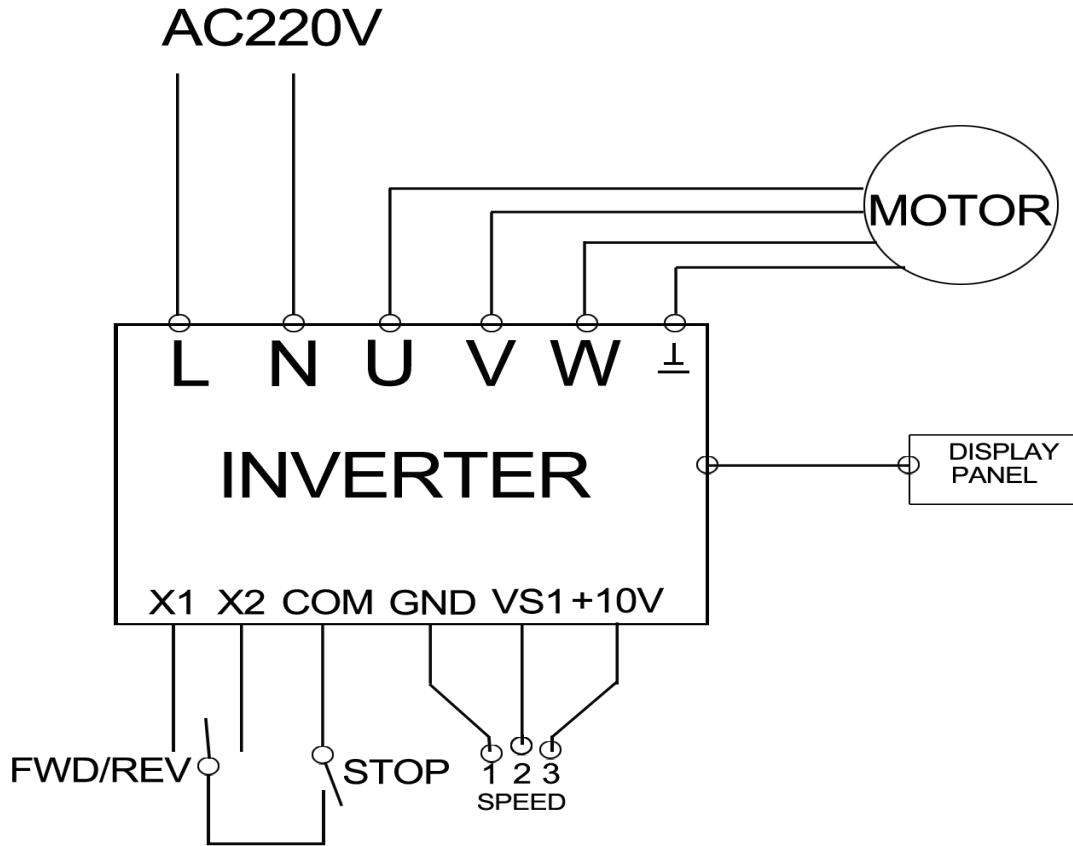 AC220V
MOTOR
L N U V W
INVERTER
DISPLAY
PANEL
X1 X2 COM GND VS1 +10V
FWD/REV STOP
1 2 3
SPEED